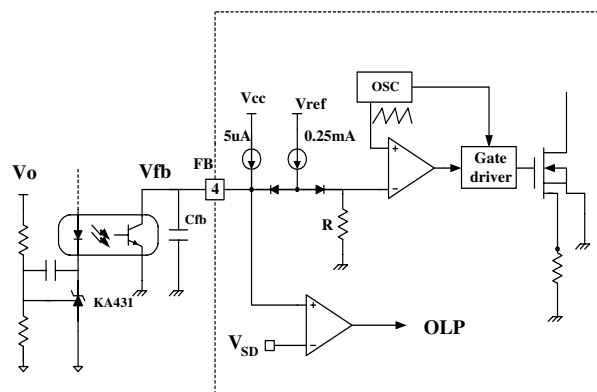 OSC
Vcc
Vref
5uA
0.25mA
+
−
Gate
driver
Vo
Vfb
FB
4
Cfb
R
KA431
+
−
VSD
OLP